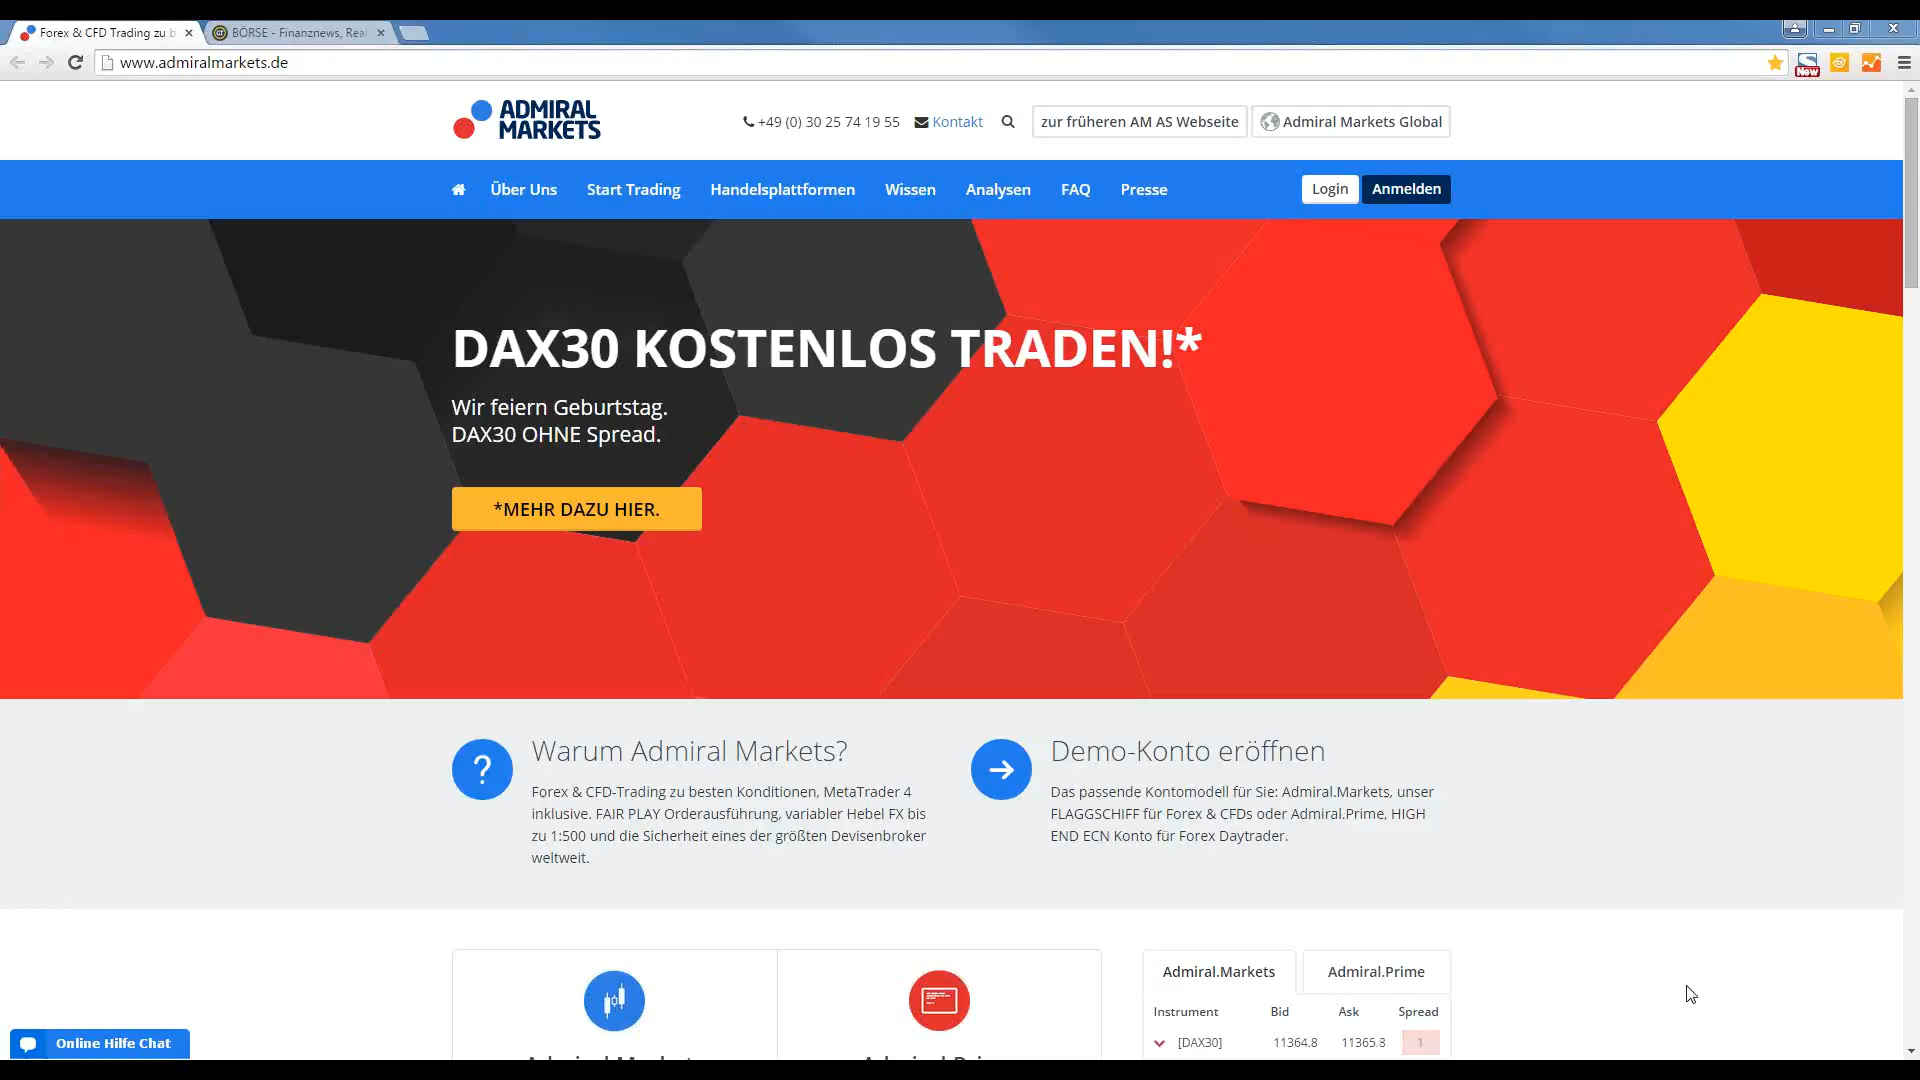 Forex & CFD Trading zu b
BÖRSE - Finanznews, Rea
www.admiralmarkets.de
New
ADMIRAL
MARKETS
+49 (0) 30 25 74 19 55
Kontakt
zur früheren AM AS Webseite
Admiral Markets Global
Über Uns
Start Trading
Handelsplattformen
Wissen
Analysen
FAQ
Presse
Login
Anmelden
DAX30 KOSTENLOS TRADEN!*
Wir feiern Geburtstag.
DAX30 OHNE Spread.
*MEHR DAZU HIER.
Warum Admiral Markets?
Forex & CFD-Trading zu besten Konditionen, MetaTrader 4
inklusive. FAIR PLAY Orderausführung, variabler Hebel FX bis
zu 1:500 und die Sicherheit eines der größten Devisenbroker
weltweit.
Demo-Konto eröffnen
Das passende Kontomodell für Sie: Admiral.Markets, unser
FLAGGSCHIFF für Forex & CFDs oder Admiral.Prime, HIGH
END ECN Konto für Forex Daytrader.
Admiral.Markets
Admiral.Prime
Instrument Bid Ask Spread
[DAX30] 11364.8 11365.8 1
Online Hilfe Chat